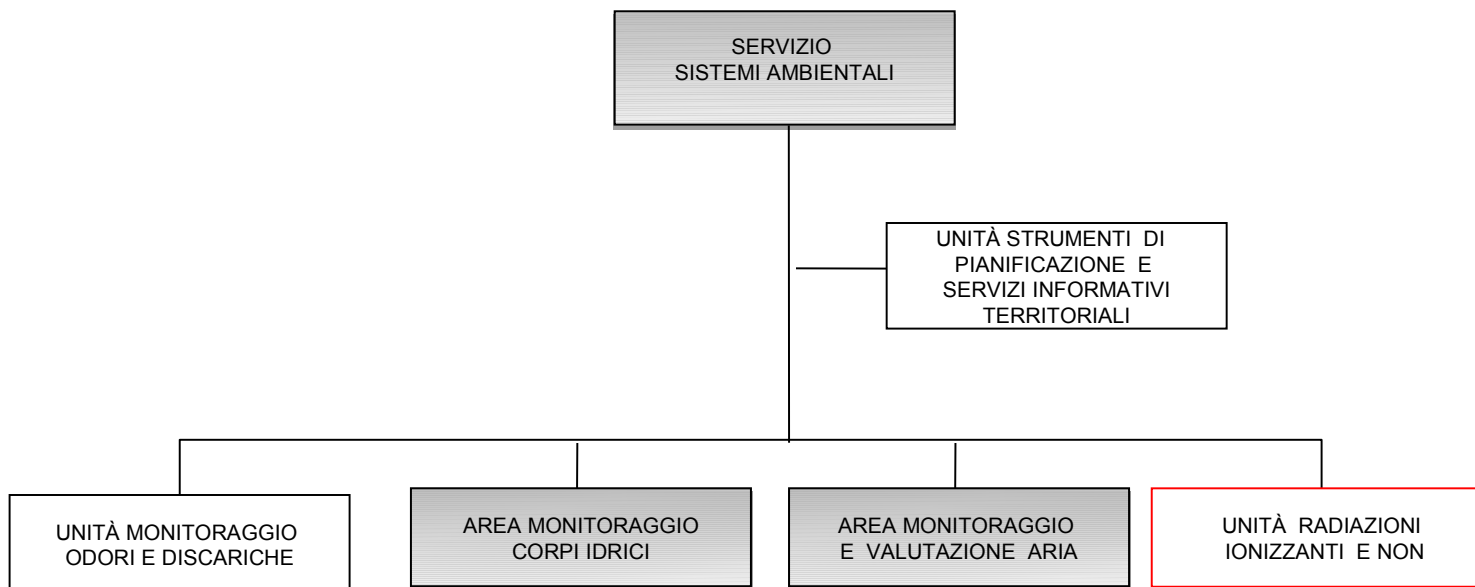 SERVIZIO
SISTEMI AMBIENTALI
UNITÀ STRUMENTI DI
PIANIFICAZIONE E
SERVIZI INFORMATIVI
TERRITORIALI
UNITÀ MONITORAGGIO
ODORI E DISCARICHE
AREA MONITORAGGIO
CORPI IDRICI
AREA MONITORAGGIO
E VALUTAZIONE ARIA
UNITÀ RADIAZIONI
IONIZZANTI E NON